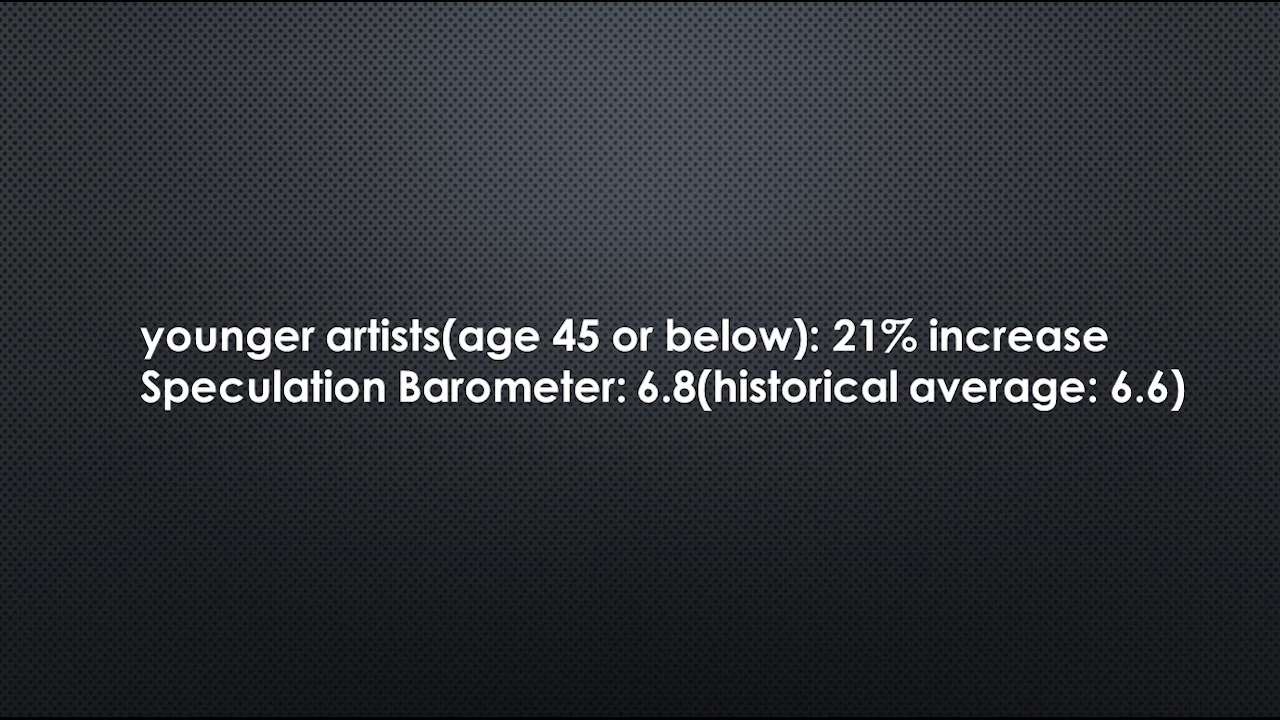 younger artists(age 45 or below): 21% increase
Speculation Barometer: 6.8(historical average: 6.6)